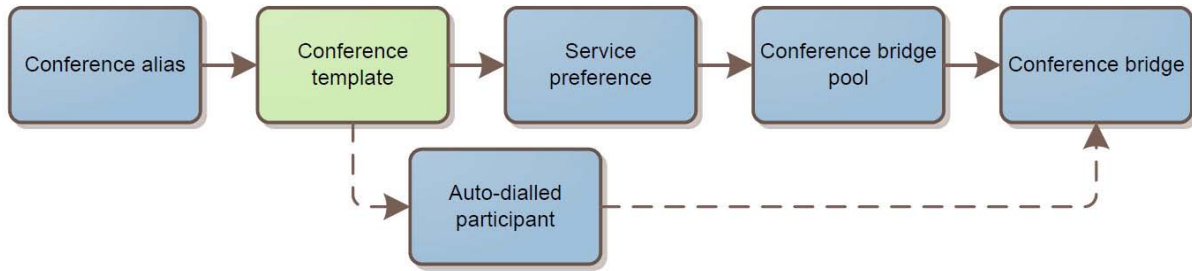 Conference alias
Conference
template
Service
preference
Conference bridge
pool
Conference bridge
Auto-dialled
participant